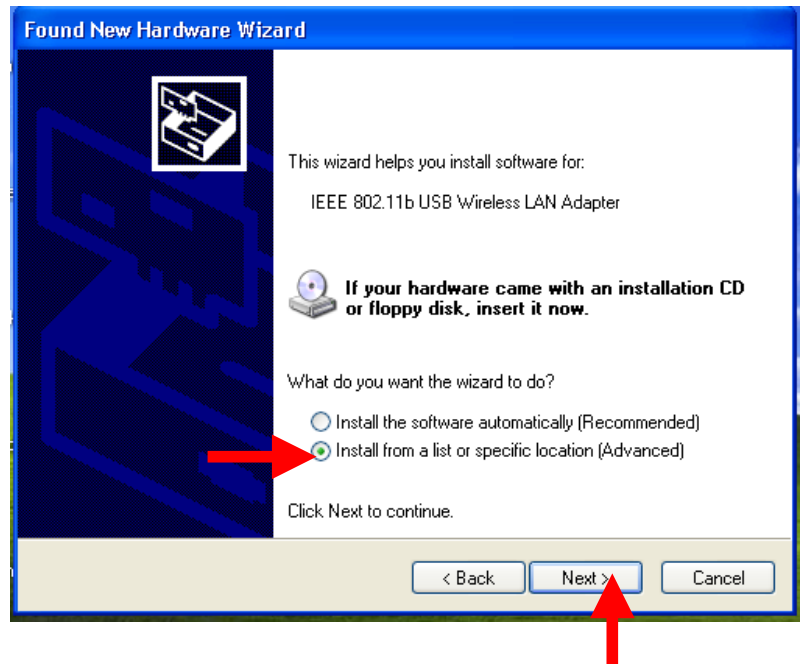 Found New Hardware Wizard
This wizard helps you install software for:
IEEE 802.11b USB Wireless LAN Adapter
If your hardware came with an installation CD
or floppy disk, insert it now.
What do you want the wizard to do?
Install the software automatically (Recommended)
Install from a list or specific location (Advanced)
Click Next to continue.
< Back Next > Cancel